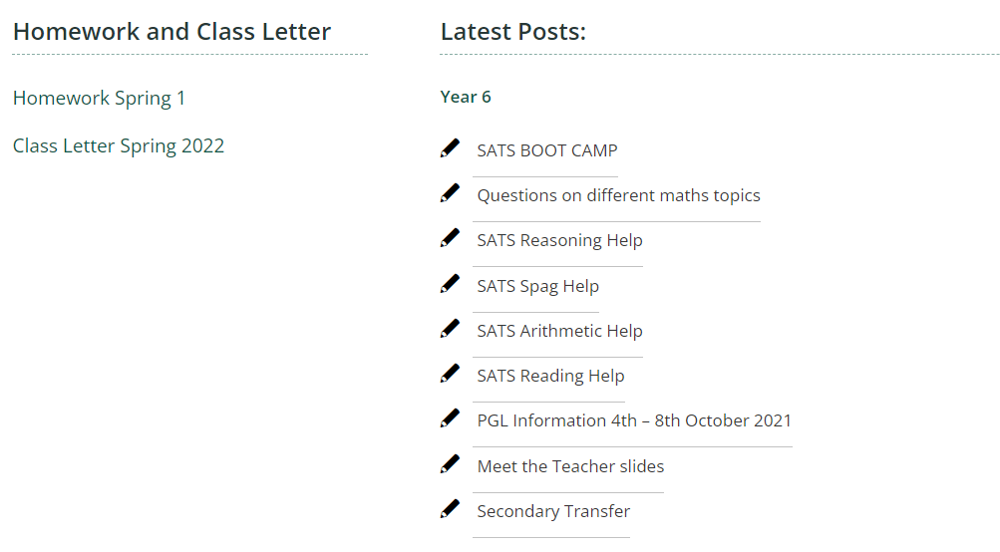 Homework and Class Letter
Homework Spring 1
Class Letter Spring 2022
Latest Posts:
Year 6
SATS BOOT CAMP
Questions on different maths topics
SATS Reasoning Help
SATS Spag Help
SATS Arithmetic Help
SATS Reading Help
PGL Information 4th – 8th October 2021
Meet the Teacher slides
Secondary Transfer